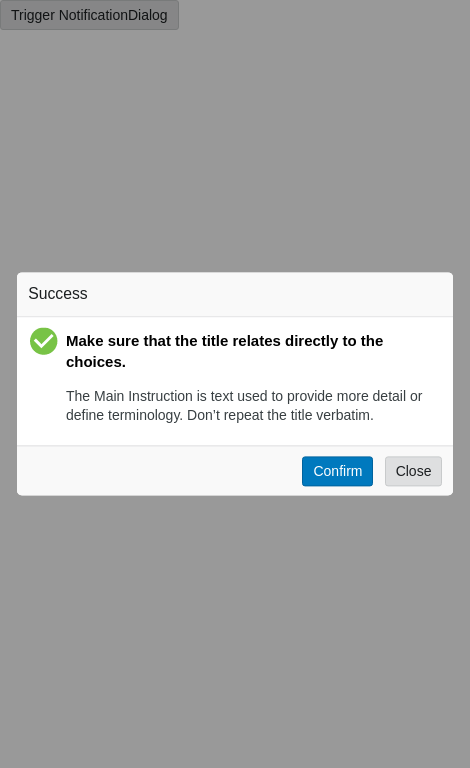 Trigger NotificationDialog
Success
Make sure that the title relates directly to the
choices.
The Main Instruction is text used to provide more detail or
define terminology. Don’t repeat the title verbatim.
Confirm
Close